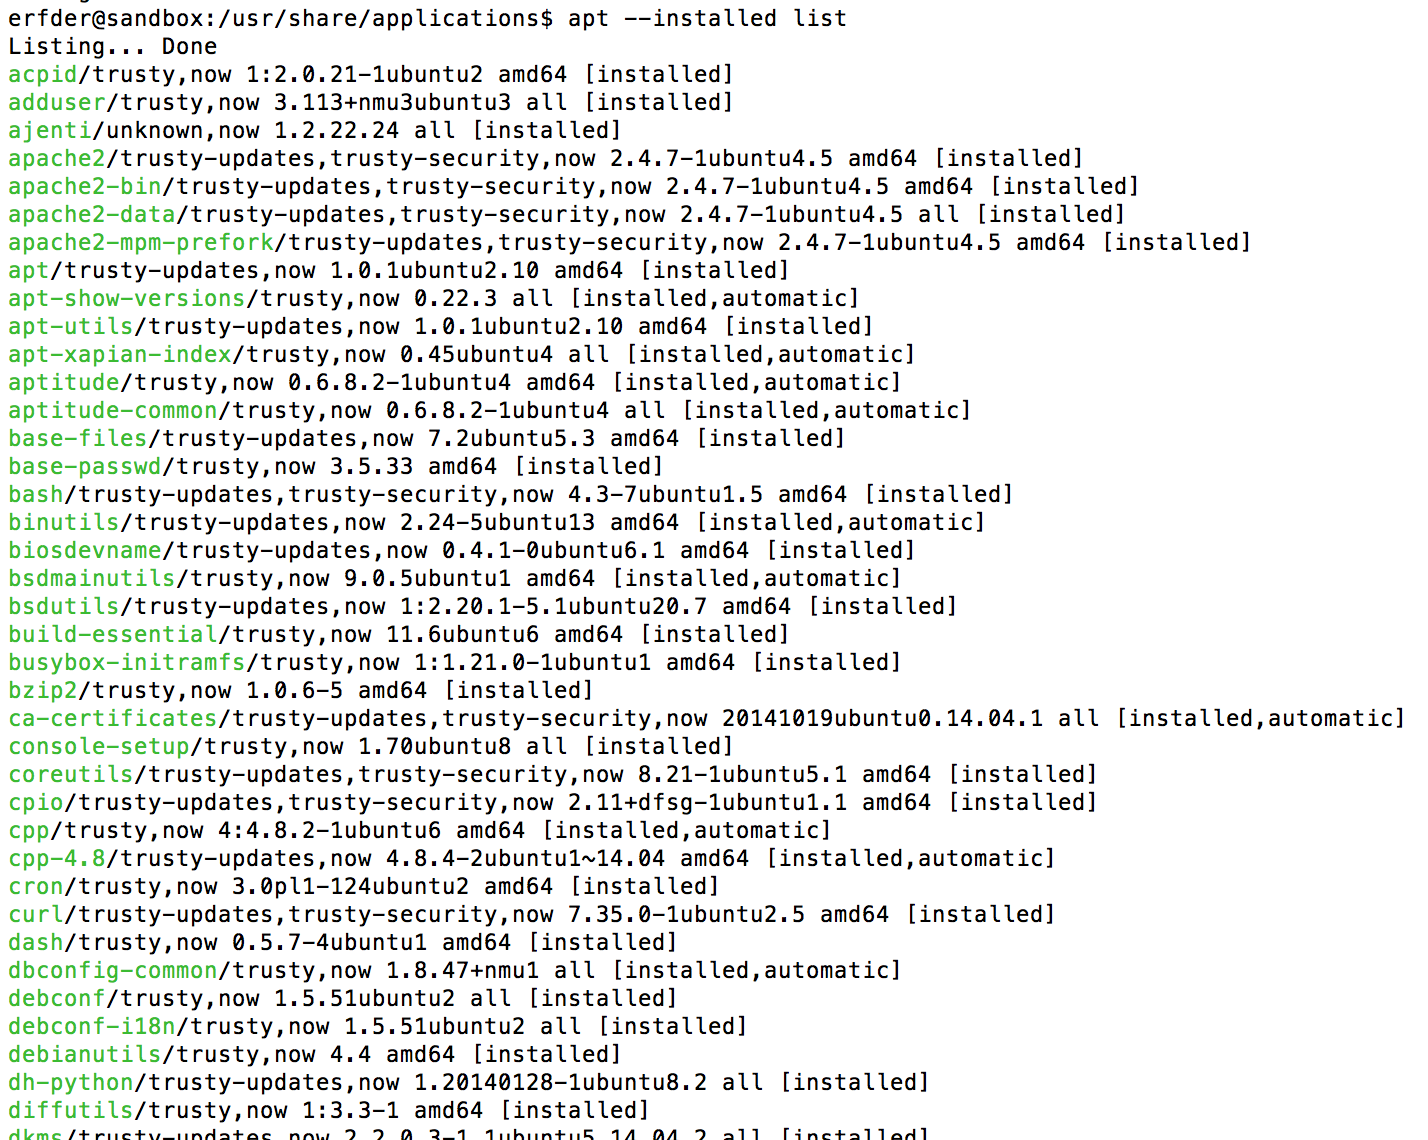 erfder@sandbox:/usr/share/applications$ apt --installed list
Listing... Done
acpid/trusty,now 1:2.0.21-1ubuntu2 amd64 [installed]
adduser/trusty,now 3.113+nmu3ubuntu3 all [installed]
ajenti/unknown,now 1.2.22.24 all [installed]
apache2/trusty-updates,trusty-security,now 2.4.7-1ubuntu4.5 amd64 [installed]
apache2-bin/trusty-updates,trusty-security,now 2.4.7-1ubuntu4.5 amd64 [installed]
apache2-data/trusty-updates,trusty-security,now 2.4.7-1ubuntu4.5 all [installed]
apache2-mpm-prefork/trusty-updates,trusty-security,now 2.4.7-1ubuntu4.5 amd64 [installed]
apt/trusty-updates,now 1.0.1ubuntu2.10 amd64 [installed]
apt-show-versions/trusty,now 0.22.3 all [installed,automatic]
apt-utils/trusty-updates,now 1.0.1ubuntu2.10 amd64 [installed]
apt-xapian-index/trusty,now 0.45ubuntu4 all [installed,automatic]
aptitude/trusty,now 0.6.8.2-1ubuntu4 amd64 [installed,automatic]
aptitude-common/trusty,now 0.6.8.2-1ubuntu4 all [installed,automatic]
base-files/trusty-updates,now 7.2ubuntu5.3 amd64 [installed]
base-passwd/trusty,now 3.5.33 amd64 [installed]
bash/trusty-updates,trusty-security,now 4.3-7ubuntu1.5 amd64 [installed]
binutils/trusty-updates,now 2.24-5ubuntu13 amd64 [installed,automatic]
biosdevname/trusty-updates,now 0.4.1-0ubuntu6.1 amd64 [installed]
bsdmainutils/trusty,now 9.0.5ubuntu1 amd64 [installed,automatic]
bsdutils/trusty-updates,now 1:2.20.1-5.1ubuntu20.7 amd64 [installed]
build-essential/trusty,now 11.6ubuntu6 amd64 [installed]
busybox-initramfs/trusty,now 1:1.21.0-1ubuntu1 amd64 [installed]
bzip2/trusty,now 1.0.6-5 amd64 [installed]
ca-certificates/trusty-updates,trusty-security,now 20141019ubuntu0.14.04.1 all [installed,automatic]
console-setup/trusty,now 1.70ubuntu8 all [installed]
coreutils/trusty-updates,trusty-security,now 8.21-1ubuntu5.1 amd64 [installed]
cpio/trusty-updates,trusty-security,now 2.11+dfsg-1ubuntu1.1 amd64 [installed]
cpp/trusty,now 4:4.8.2-1ubuntu6 amd64 [installed,automatic]
cpp-4.8/trusty-updates,now 4.8.4-2ubuntu1~14.04 amd64 [installed,automatic]
cron/trusty,now 3.0pl1-124ubuntu2 amd64 [installed]
curl/trusty-updates,trusty-security,now 7.35.0-1ubuntu2.5 amd64 [installed]
dash/trusty,now 0.5.7-4ubuntu1 amd64 [installed]
dbconfig-common/trusty,now 1.8.47+nmu1 all [installed,automatic]
debconf/trusty,now 1.5.51ubuntu2 all [installed]
debconf-i18n/trusty,now 1.5.51ubuntu2 all [installed]
debianutils/trusty,now 4.4 amd64 [installed]
dh-python/trusty-updates,now 1.20140128-1ubuntu8.2 all [installed]
diffutils/trusty,now 1:3.3-1 amd64 [installed]
dkms/trusty-updates,now 2.2.0.3-1.1ubuntu5.14.04.2 all [installed]